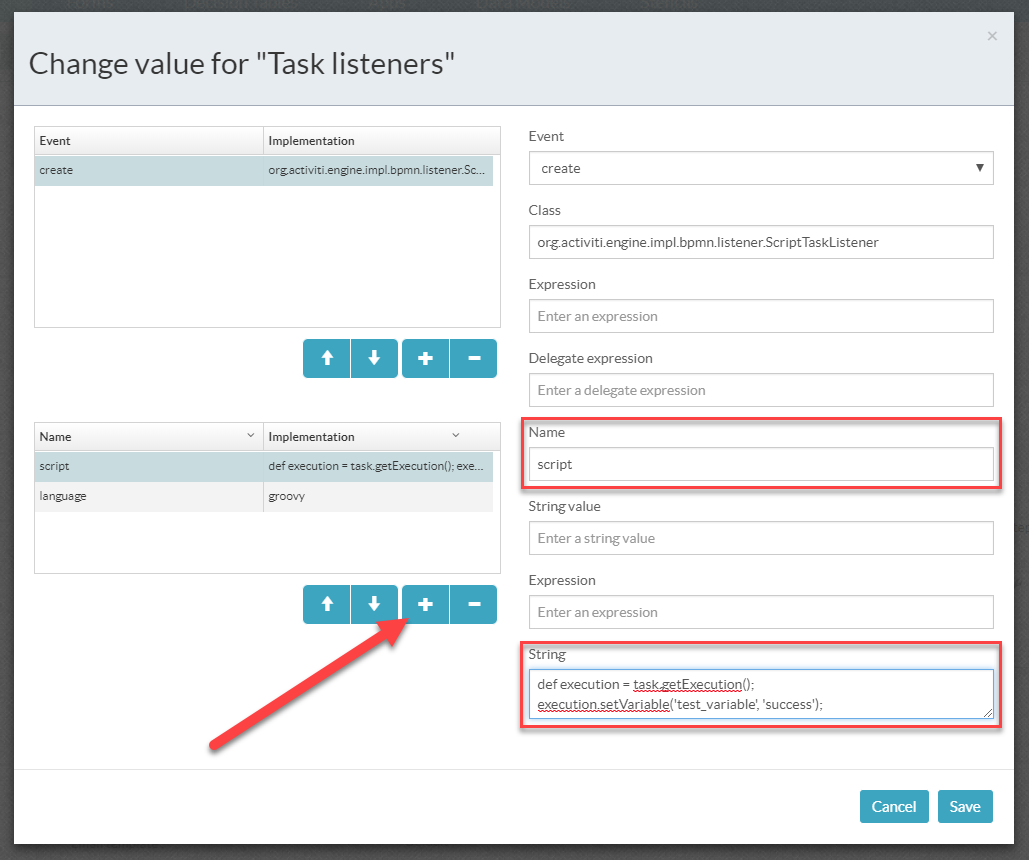 ×
Change value for "Task listeners"
Event Implementation
create org.activiti.engine.impl.bpmn.listener.Sc...
Name Implementation
script def execution = task.getExecution(); exe...
language groovy
Event
create
Class
org.activiti.engine.impl.bpmn.listener.ScriptTaskListener
Expression
Enter an expression
Delegate expression
Enter a delegate expression
Name
script
String value
Enter a string value
Expression
Enter an expression
String
def execution = task.getExecution();
execution.setVariable('test_variable', 'success');
Cancel Save